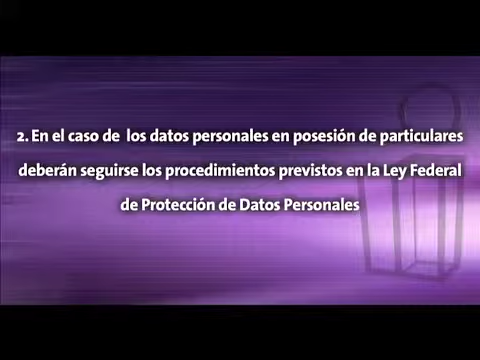 2. En el caso de los datos personales en posesión de particulares
deberán seguirse los procedimientos previstos en la Ley Federal
de Protección de Datos Personales